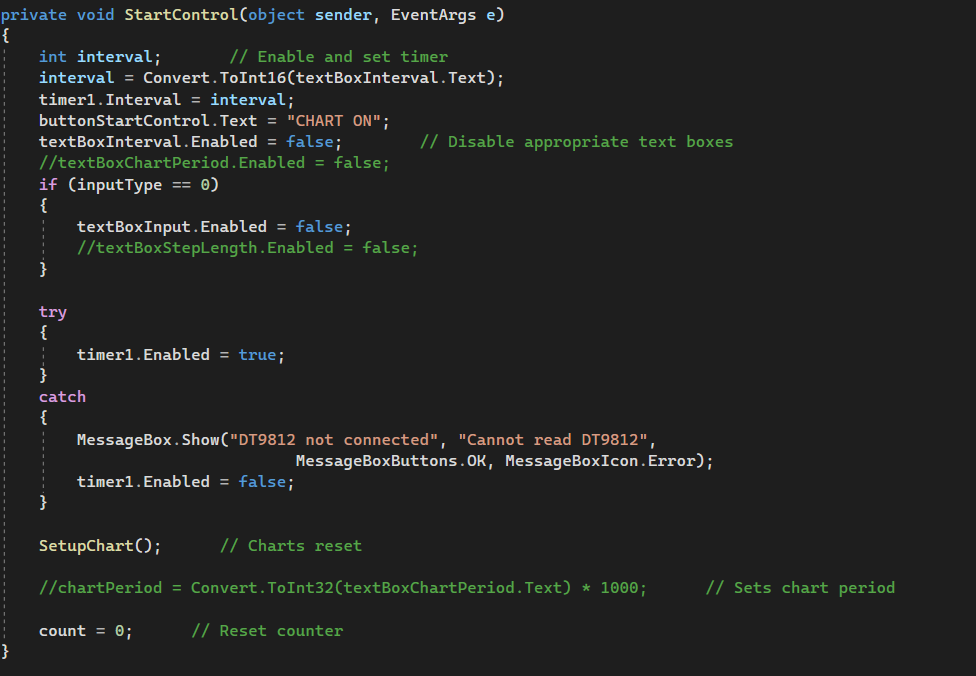 private void StartControl(object sender, EventArgs e)
{
    int interval;       // Enable and set timer
    interval = Convert.ToInt16(textBoxInterval.Text);
    timer1.Interval = interval;
    buttonStartControl.Text = "CHART ON";
    textBoxInterval.Enabled = false;        // Disable appropriate text boxes
    //textBoxChartPeriod.Enabled = false;
    if (inputType == 0)
    {
        textBoxInput.Enabled = false;
        //textBoxStepLength.Enabled = false;
    }

    try
    {
        timer1.Enabled = true;
    }
    catch
    {
        MessageBox.Show("DT9812 not connected", "Cannot read DT9812",
                               MessageBoxButtons.OK, MessageBoxIcon.Error);
        timer1.Enabled = false;
    }

    SetupChart();      // Charts reset

    //chartPeriod = Convert.ToInt32(textBoxChartPeriod.Text) * 1000;      // Sets chart period

    count = 0;      // Reset counter
}